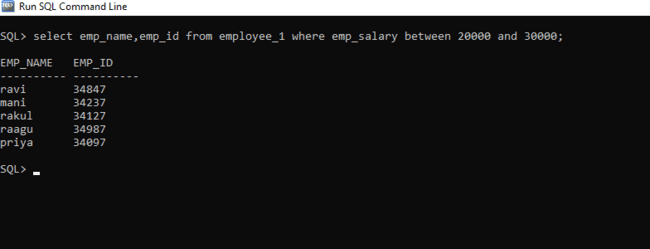 Run SQL Command Line
SQL> select emp_name,emp_id from employee_1 where emp_salary between 20000 and 30000;
EMP_NAME   EMP_ID
---------- ----------
ravi       34847
mani       34237
rakul      34127
raagu      34987
priya      34097
SQL>